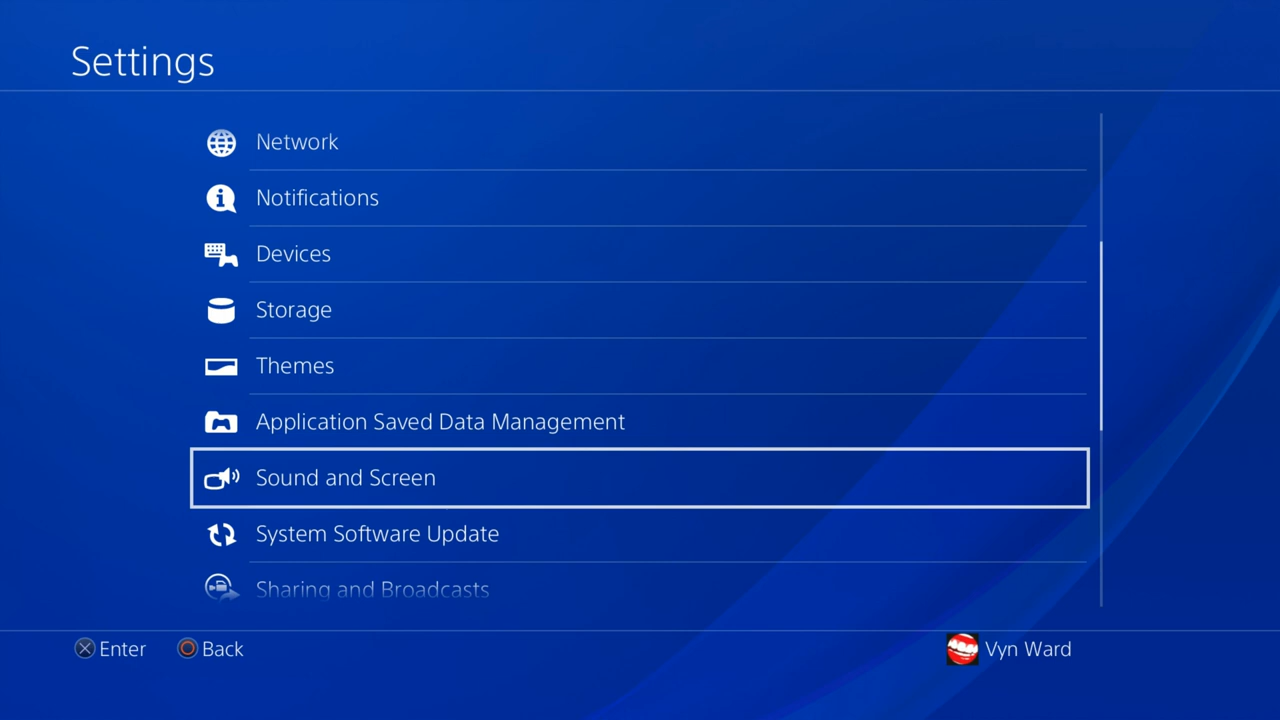 Settings
Network
Notifications
Devices
Storage
Themes
Application Saved Data Management
Sound and Screen
System Software Update
Sharing and Broadcasts
Enter
Back
Vyn Ward